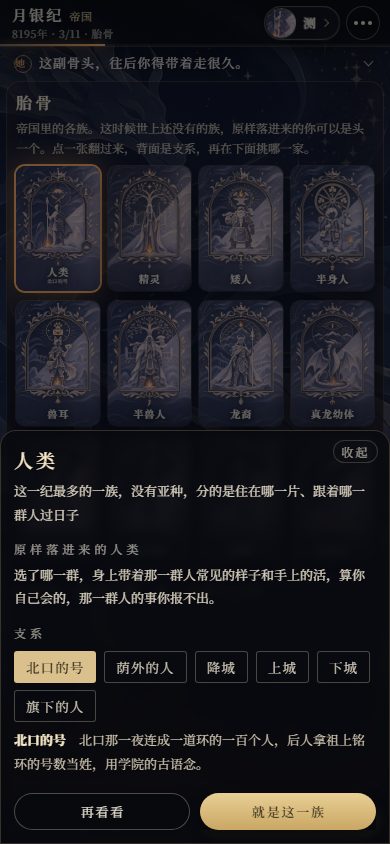 月银纪 帝国
8195年 · 3/11 · 胎骨
测
她 这副骨头，往后你得带着走很久。
胎骨
帝国里的各族。这时候世上还没有的族，原样落进来的你可以是头
一个。点一张翻过来，背面是支系，再在下面挑哪一家。
人类
北口的号
精灵
矮人
半身人
兽耳
半兽人
龙裔
真龙幼体
人类
收起
这一纪最多的一族，没有亚种，分的是住在哪一片、跟着哪一
群人过日子
原样落进来的人类
选了哪一群，身上带着那一群人常见的样子和手上的活，算你
自己会的，那一群人的事你报不出。
支系
北口的号 荫外的人 降城 上城 下城
旗下的人
北口的号 北口那一夜连成一道环的一百个人，后人拿祖上铭
环的号数当姓，用学院的古语念。
再看看 就是这一族